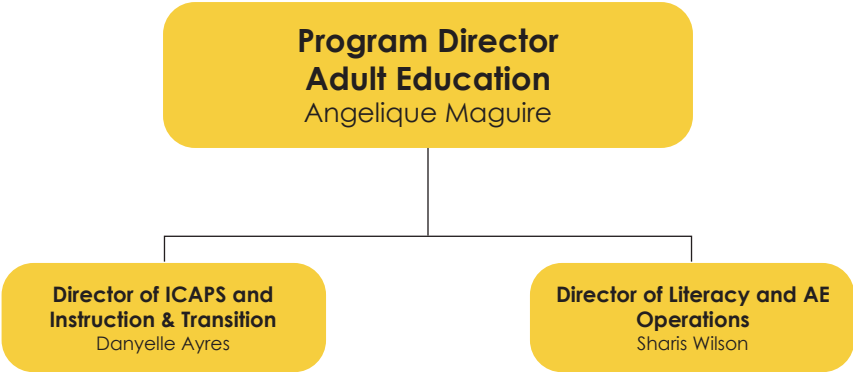 Program Director
Adult Education
Angelique Maguire
Director of ICAPS and
Instruction & Transition
Danyelle Ayres
Director of Literacy and AE
Operations
Sharis Wilson